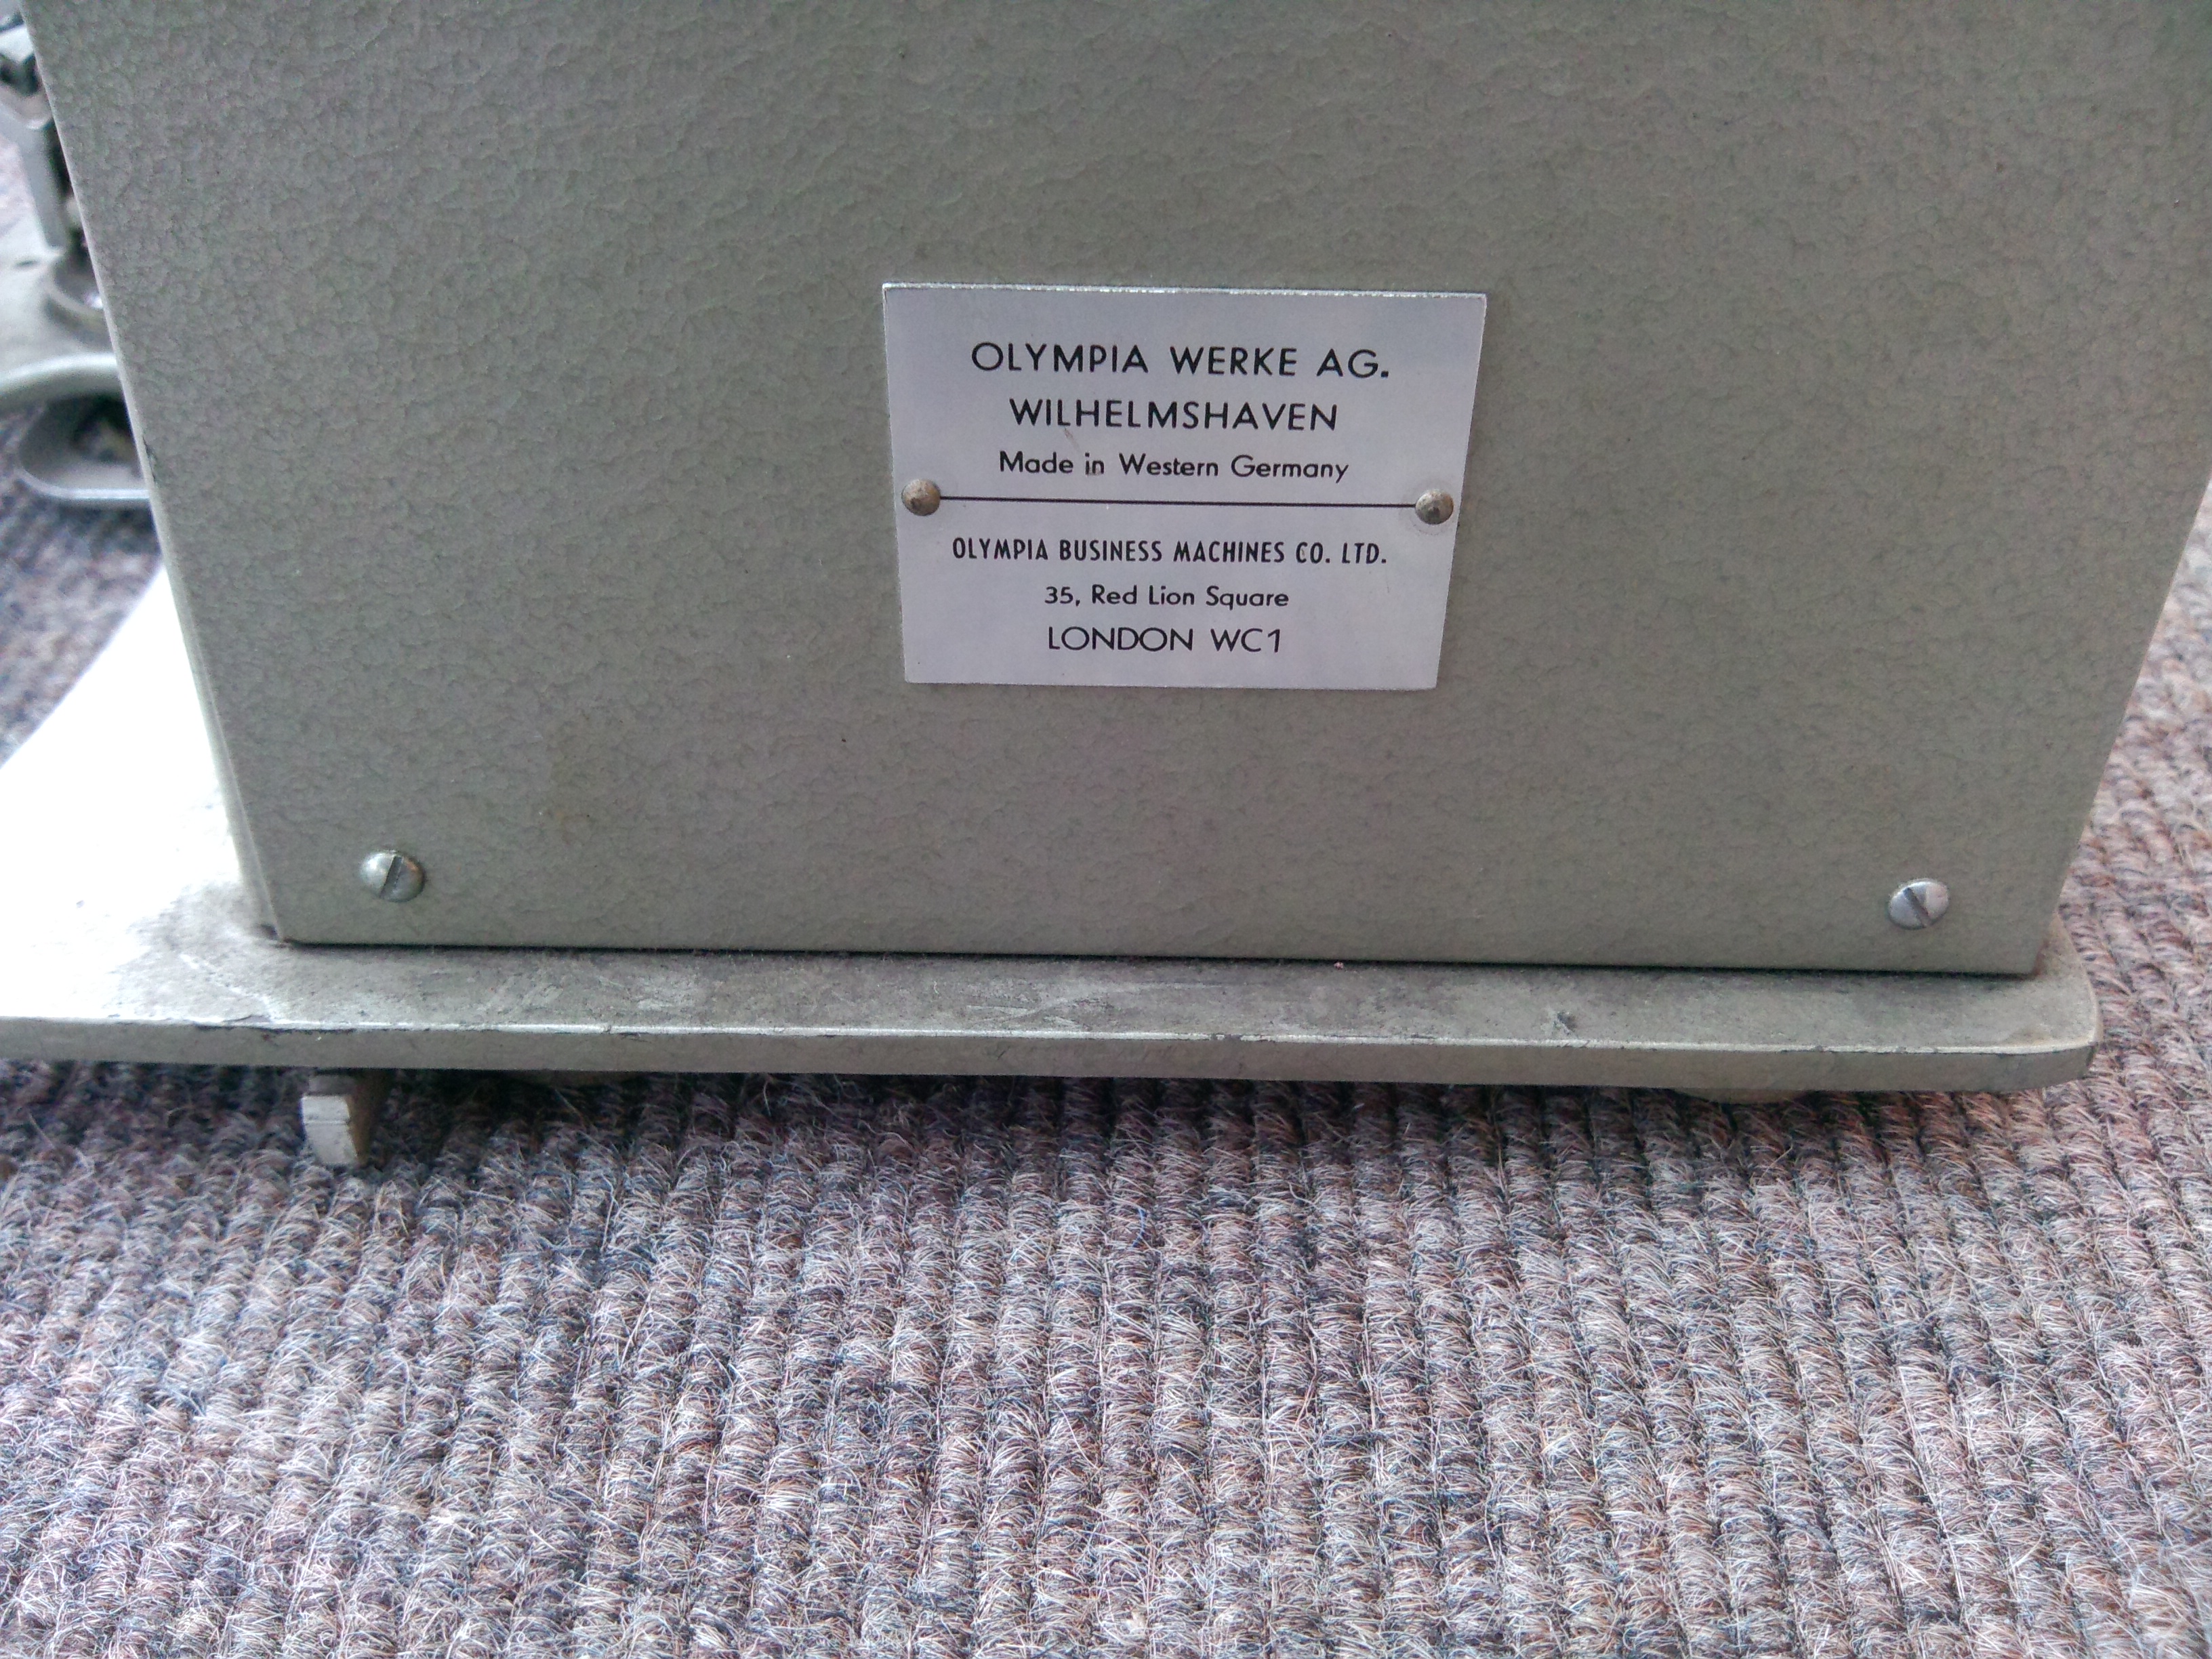 OLYMPIA WERKE AG.
WILHELMSHAVEN
Made in Western Germany
OLYMPIA BUSINESS MACHINES CO. LTD.
35, Red Lion Square
LONDON WC1